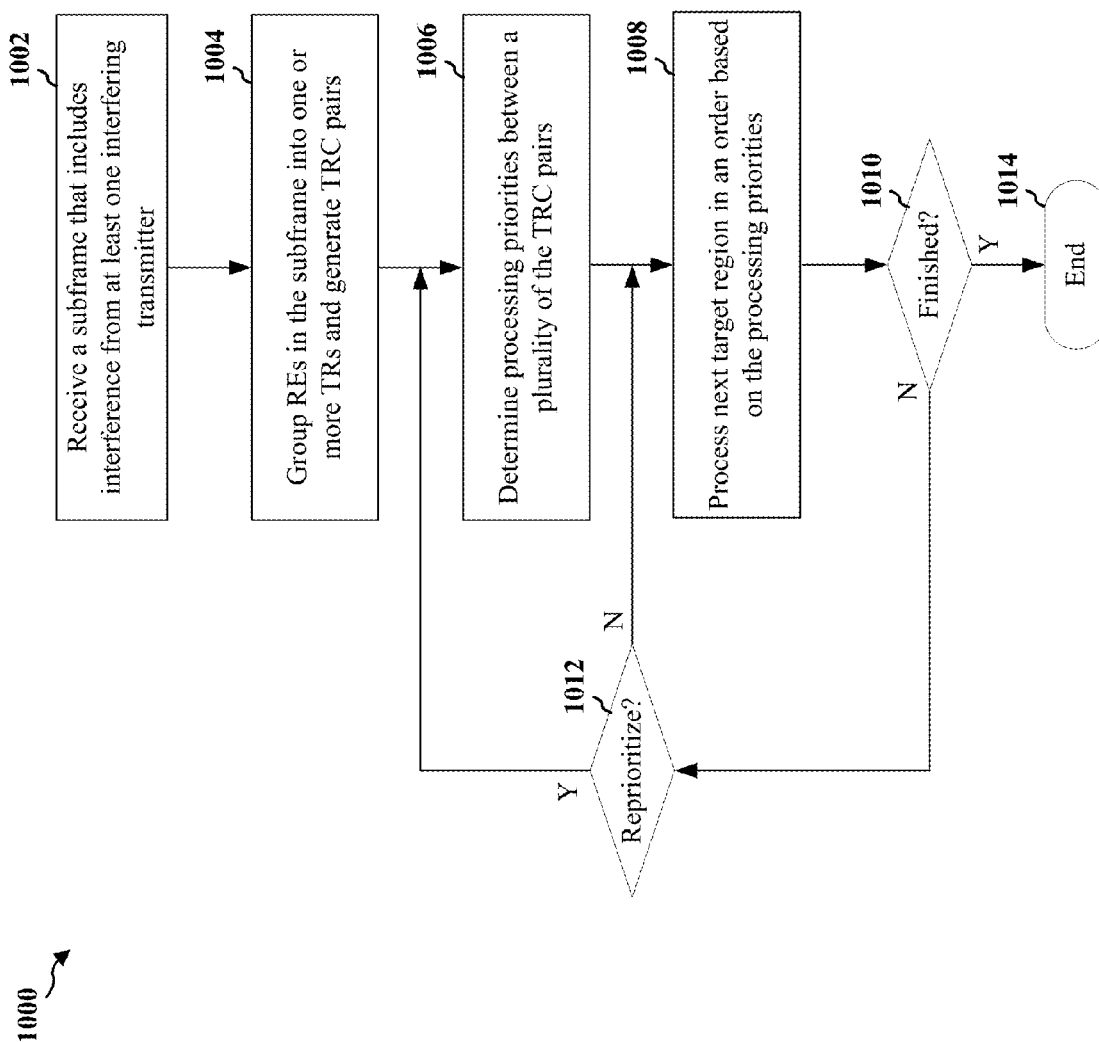 1000
1002
Receive a subframe that includes
interference from at least one interfering
transmitter
1004
Group REs in the subframe into one or
more TRs and generate TRC pairs
1006
Determine processing priorities between a
plurality of the TRC pairs
1008
Process next target region in an order based
on the processing priorities
1010
Finished?
N
Y
1012
Reprioritize?
Y
N
1014
End